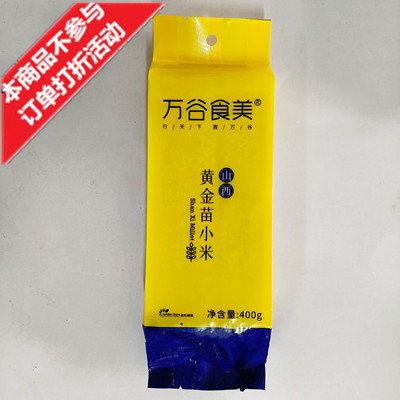 本商品不参与
订单打折活动
万谷食美®
行/天/下 /善/万/谷
山西
黄金苗小米
Shan Xi Millet
净含量:400g